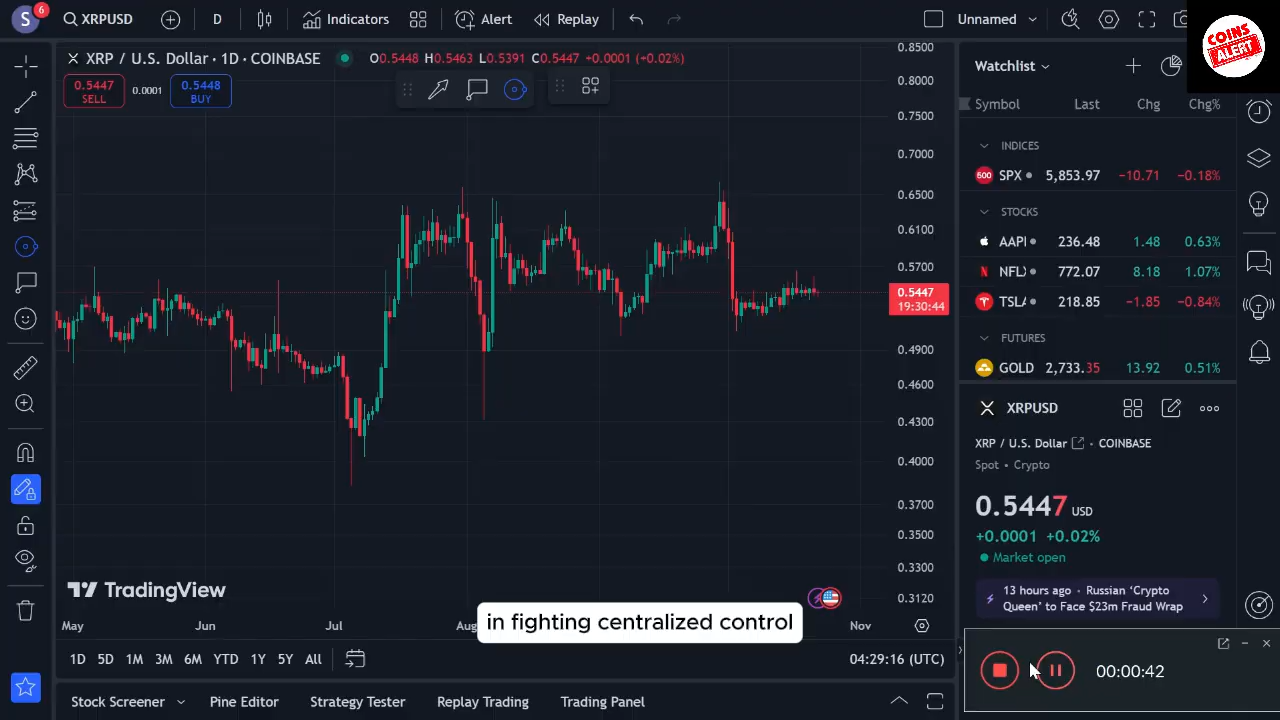 S 6 XRPUSD D Indicators Alert Replay Unnamed
COINS
ALERT
XRP / U.S. Dollar · 1D · COINBASE O0.5448 H0.5463 L0.5391 C0.5447 +0.0001 (+0.02%)
0.5447
SELL
0.0001
0.5448
BUY
0.8500
0.8000
0.7500
0.7000
0.6500
0.6100
0.5700
0.5447
19:30:44
0.4900
0.4600
0.4300
0.4000
0.3700
0.3500
0.3300
0.3120
TradingView
May Jun Jul Aug Nov
in fighting centralized control
1D 5D 1M 3M 6M YTD 1Y 5Y All 04:29:16 (UTC)
Stock Screener Pine Editor Strategy Tester Replay Trading Trading Panel
Watchlist
Symbol Last Chg Chg%
INDICES
600 SPX 5,853.97 −10.71 −0.18%
STOCKS
AAPL 236.48 1.48 0.63%
NFLX 772.07 8.18 1.07%
TSLA 218.85 −1.85 −0.84%
FUTURES
GOLD 2,733.35 13.92 0.51%
XRPUSD
XRP / U.S. Dollar · COINBASE
Spot · Crypto
0.5447 USD
+0.0001 +0.02%
Market open
13 hours ago · Russian ‘Crypto
Queen’ to Face $23m Fraud Wrap
00:00:42